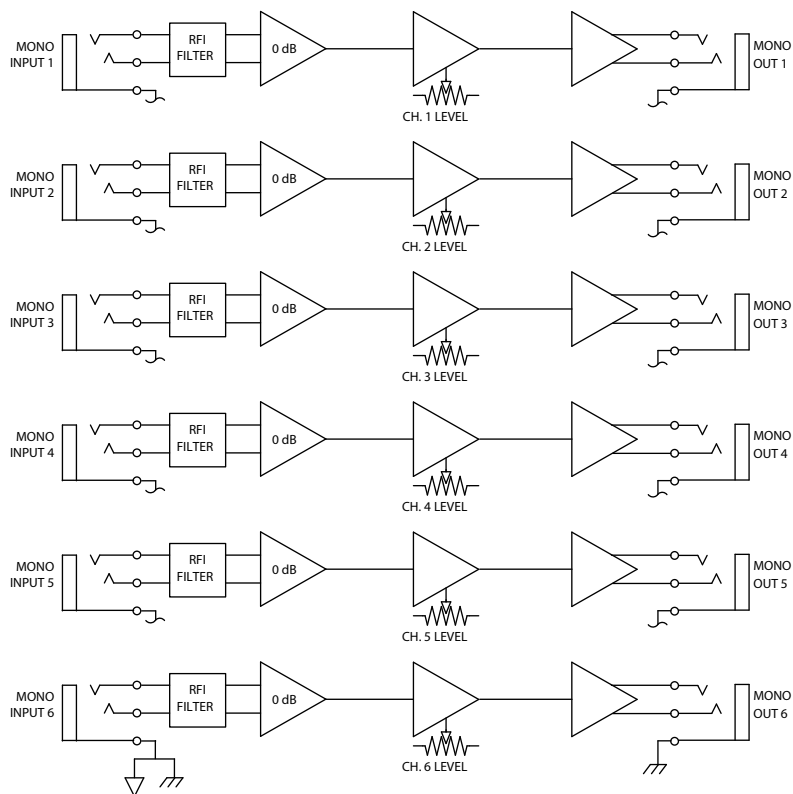 MONO
INPUT 1
RFI
FILTER
0 dB
CH. 1 LEVEL
MONO
OUT 1
MONO
INPUT 2
RFI
FILTER
0 dB
CH. 2 LEVEL
MONO
OUT 2
MONO
INPUT 3
RFI
FILTER
0 dB
CH. 3 LEVEL
MONO
OUT 3
MONO
INPUT 4
RFI
FILTER
0 dB
CH. 4 LEVEL
MONO
OUT 4
MONO
INPUT 5
RFI
FILTER
0 dB
CH. 5 LEVEL
MONO
OUT 5
MONO
INPUT 6
RFI
FILTER
0 dB
CH. 6 LEVEL
MONO
OUT 6